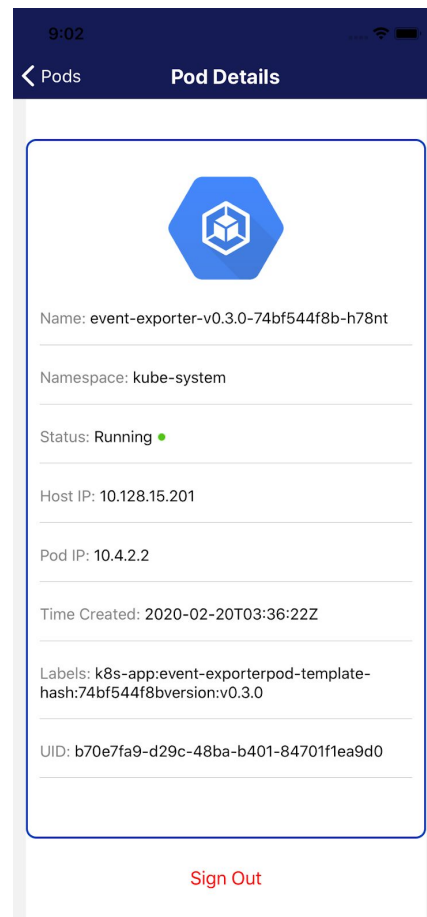 9:02
Pods
Pod Details
Name: event-exporter-v0.3.0-74bf544f8b-h78nt
Namespace: kube-system
Status: Running
Host IP: 10.128.15.201
Pod IP: 10.4.2.2
Time Created: 2020-02-20T03:36:22Z
Labels: k8s-app:event-exporterpod-template-
hash:74bf544f8bversion:v0.3.0
UID: b70e7fa9-d29c-48ba-b401-84701f1ea9d0
Sign Out